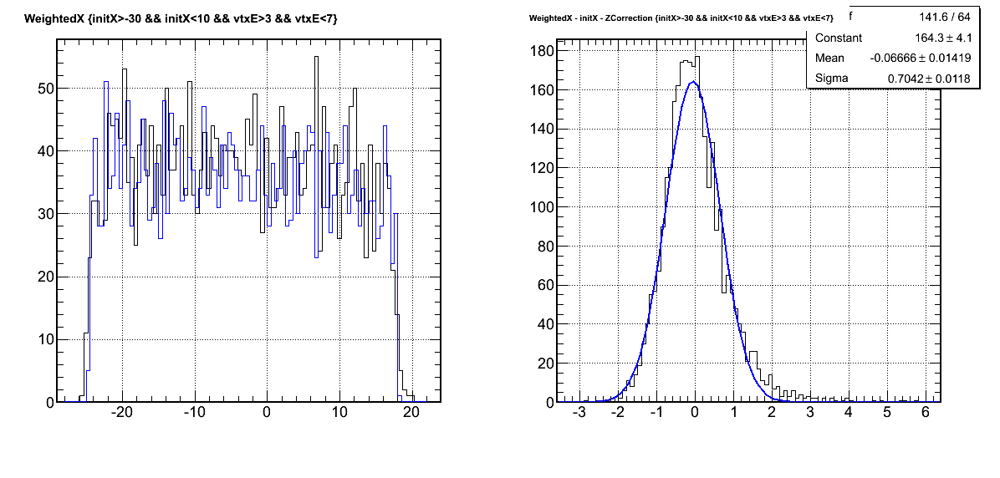 WeightedX {initX>-30 && initX<10 && vtxE>3 && vtxE<7}
50
40
30
20
10
0
-20 -10 0 10 20
WeightedX - initX - ZCorrection {initX>-30 && initX<10 && vtxE>3 && vtxE<7}
f 141.6 / 64
Constant 164.3 ± 4.1
Mean -0.06666 ± 0.01419
Sigma 0.7042 ± 0.0118
180
160
140
120
100
80
60
40
20
0
-3 -2 -1 0 1 2 3 4 5 6